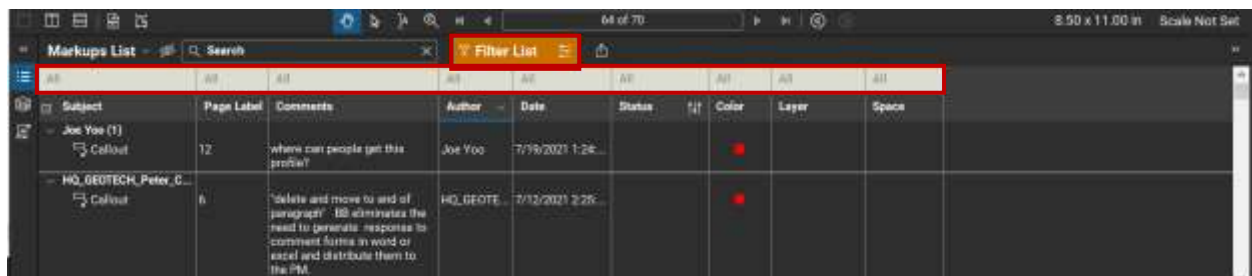 64 of 70 8.50 x 11.00 in Scale Not Set
Markups List Search Filter List
All All All All All All All All All
Subject Page Label Comments Author Date Status Color Layer Space
Joe Yoo (1)
Callout 12 where can people get this Joe Yoo 7/19/2021 1:24:...
profile?
HQ_GEOTECH_Peter_C...
Callout 6 "delete and move to end of HQ_GEOTE... 7/12/2021 2:25:...
paragraph" BB eliminates the
need to generate response to
comment forms in word or
excel and distribute them to
the PM.